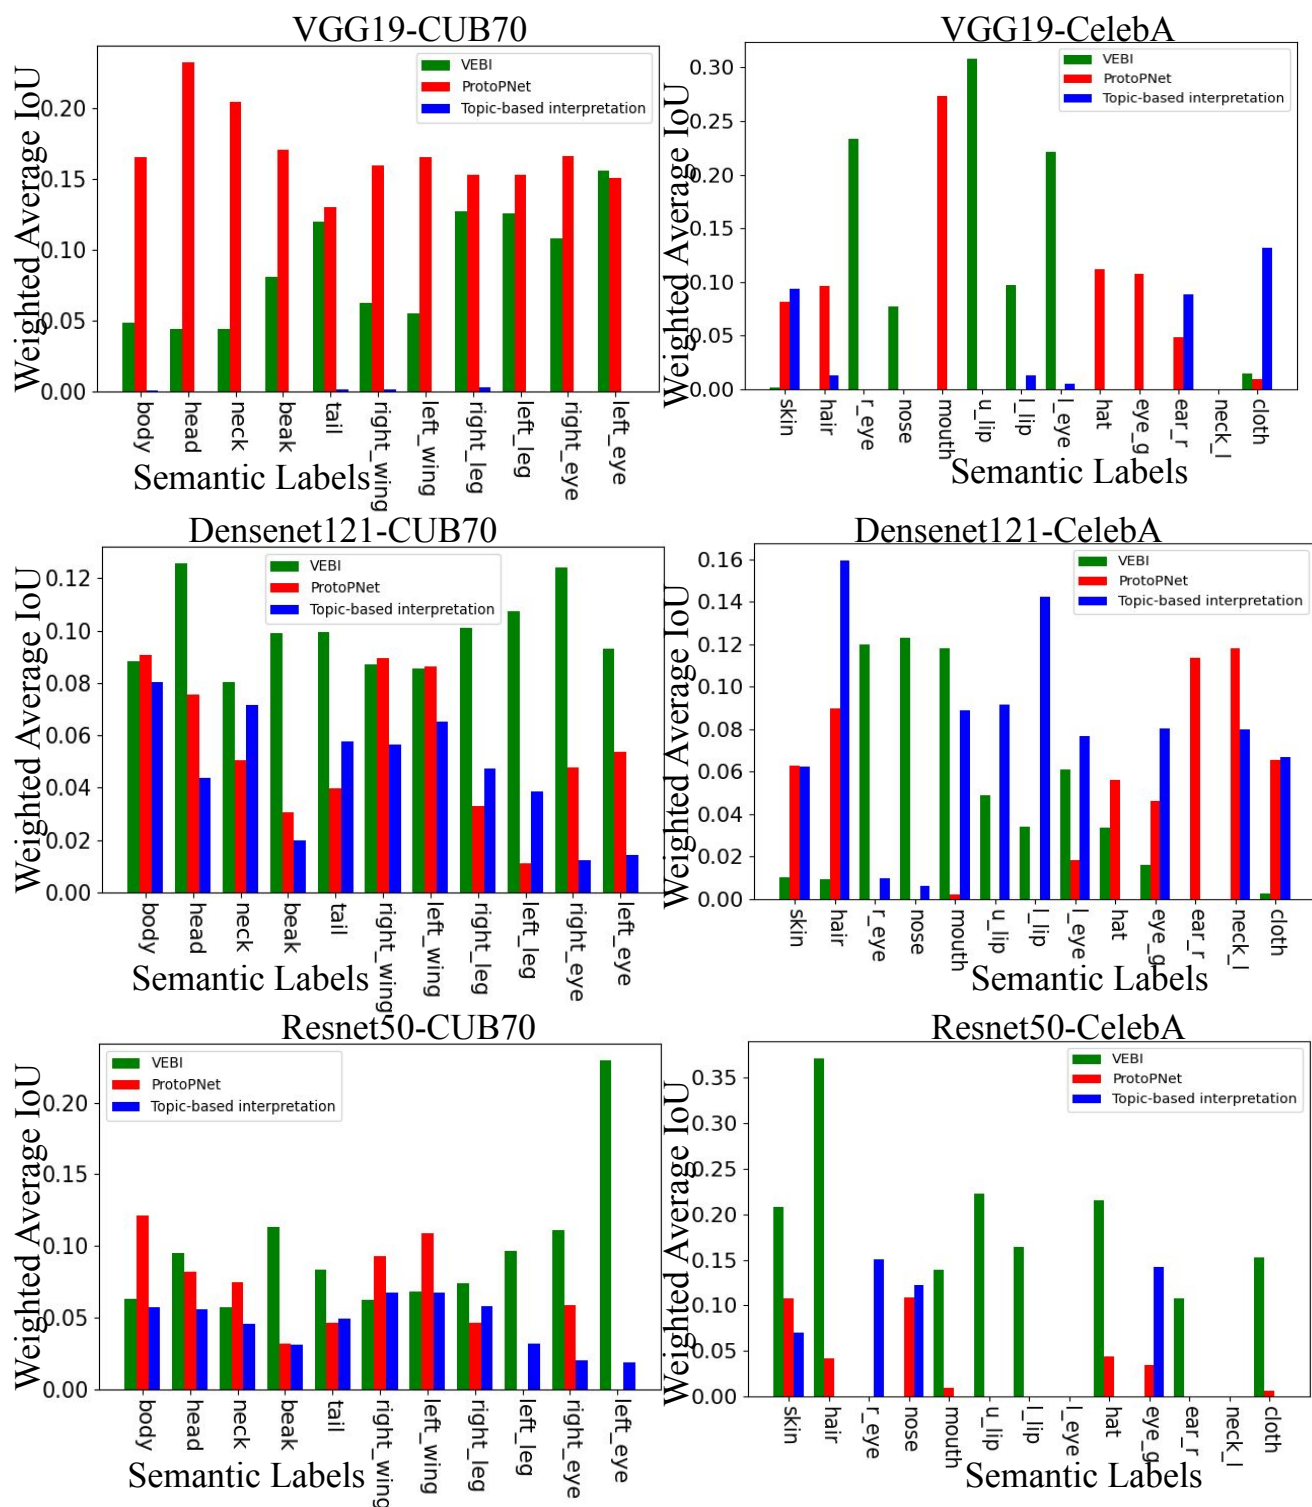 VGG19-CUB70
Weighted Average IoU
0.20
0.15
0.10
0.05
0.00
VEBI
ProtoPNet
Topic-based interpretation
body
head
neck
beak
tail
right_wing
left_wing
right_leg
left_leg
right_eye
left_eye
Semantic Labels
VGG19-CelebA
Weighted Average IoU
0.30
0.25
0.20
0.15
0.10
0.05
0.00
VEBI
ProtoPNet
Topic-based interpretation
skin
hair
r_eye
nose
mouth
u_lip
l_lip
l_eye
hat
eye_g
ear_r
neck_l
cloth
Semantic Labels
Densenet121-CUB70
Weighted Average IoU
0.12
0.10
0.08
0.06
0.04
0.02
0.00
VEBI
ProtoPNet
Topic-based interpretation
body
head
neck
beak
tail
right_wing
left_wing
right_leg
left_leg
right_eye
left_eye
Semantic Labels
Densenet121-CelebA
Weighted Average IoU
0.16
0.14
0.12
0.10
0.08
0.06
0.04
0.02
0.00
VEBI
ProtoPNet
Topic-based interpretation
skin
hair
r_eye
nose
mouth
u_lip
l_lip
l_eye
hat
eye_g
ear_r
neck_l
cloth
Semantic Labels
Resnet50-CUB70
Weighted Average IoU
0.20
0.15
0.10
0.05
0.00
VEBI
ProtoPNet
Topic-based interpretation
body
head
neck
beak
tail
right_wing
left_wing
right_leg
left_leg
right_eye
left_eye
Semantic Labels
Resnet50-CelebA
Weighted Average IoU
0.35
0.30
0.25
0.20
0.15
0.10
0.05
0.00
VEBI
ProtoPNet
Topic-based interpretation
skin
hair
r_eye
nose
mouth
u_lip
l_lip
l_eye
hat
eye_g
ear_r
neck_l
cloth
Semantic Labels